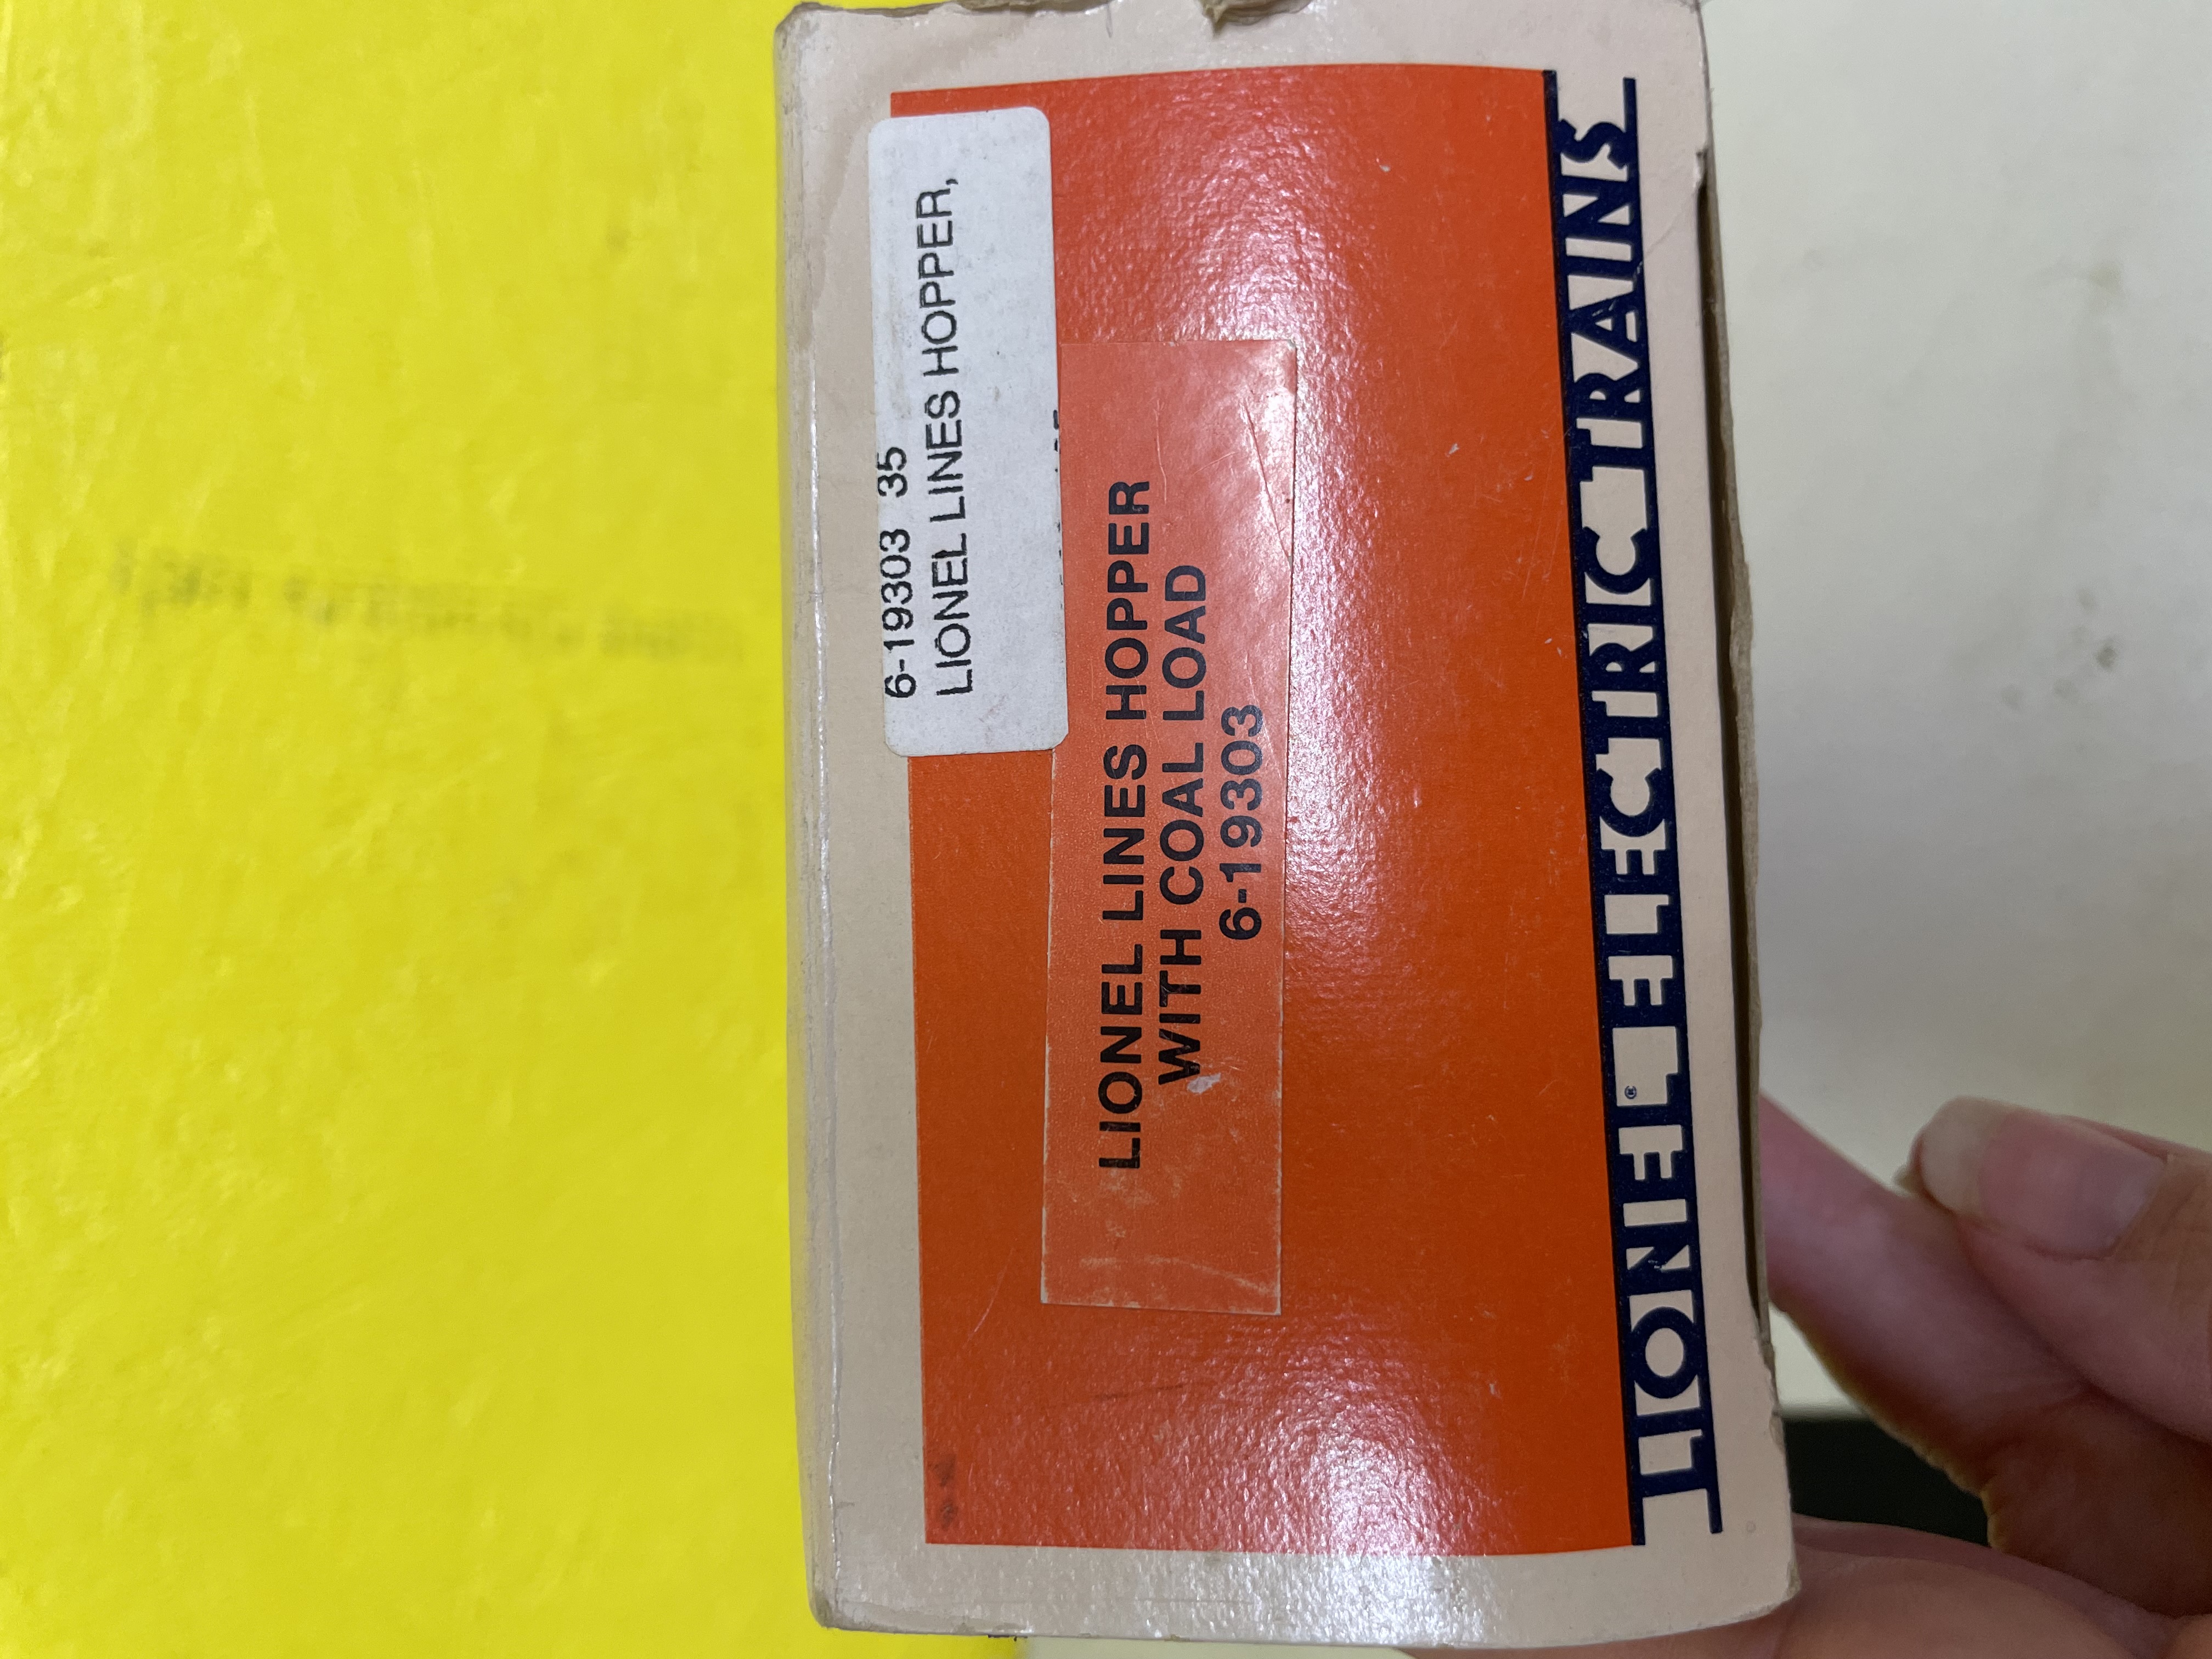 6-19303 35
LIONEL LINES HOPPER,
LIONEL LINES HOPPER
WITH COAL LOAD
6-19303
LIONEL® ELECTRIC TRAINS